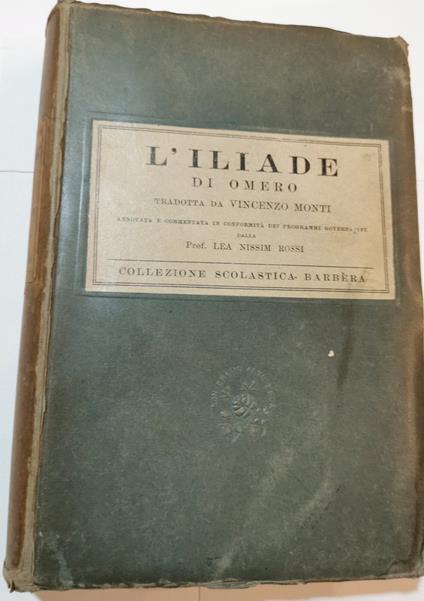 L'ILIADE
DI OMERO
TRADOTTA DA VINCENZO MONTI
ANNOTATA E COMMENTATA IN CONFORMITÀ DEI PROGRAMMI GOVERNATIVI
DALLA
Prof. LEA NISSIM ROSSI
COLLEZIONE SCOLASTICA BARBÈRA